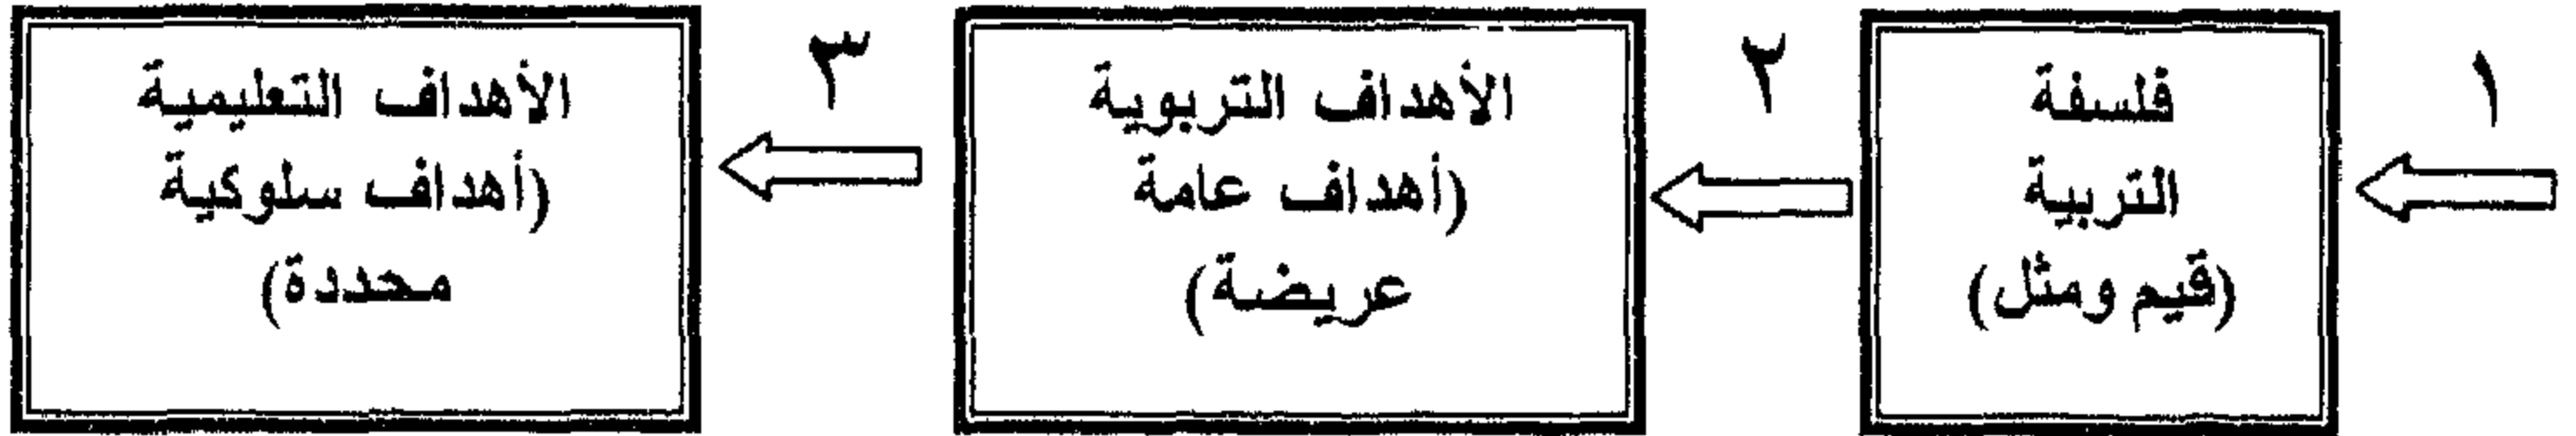 ١
فلسفة
التربية
(قيم ومثل)
٢
الأهداف التربوية
(أهداف عامة
عريضة)
٣
الأهداف التعليمية
(أهداف سلوكية
محددة)